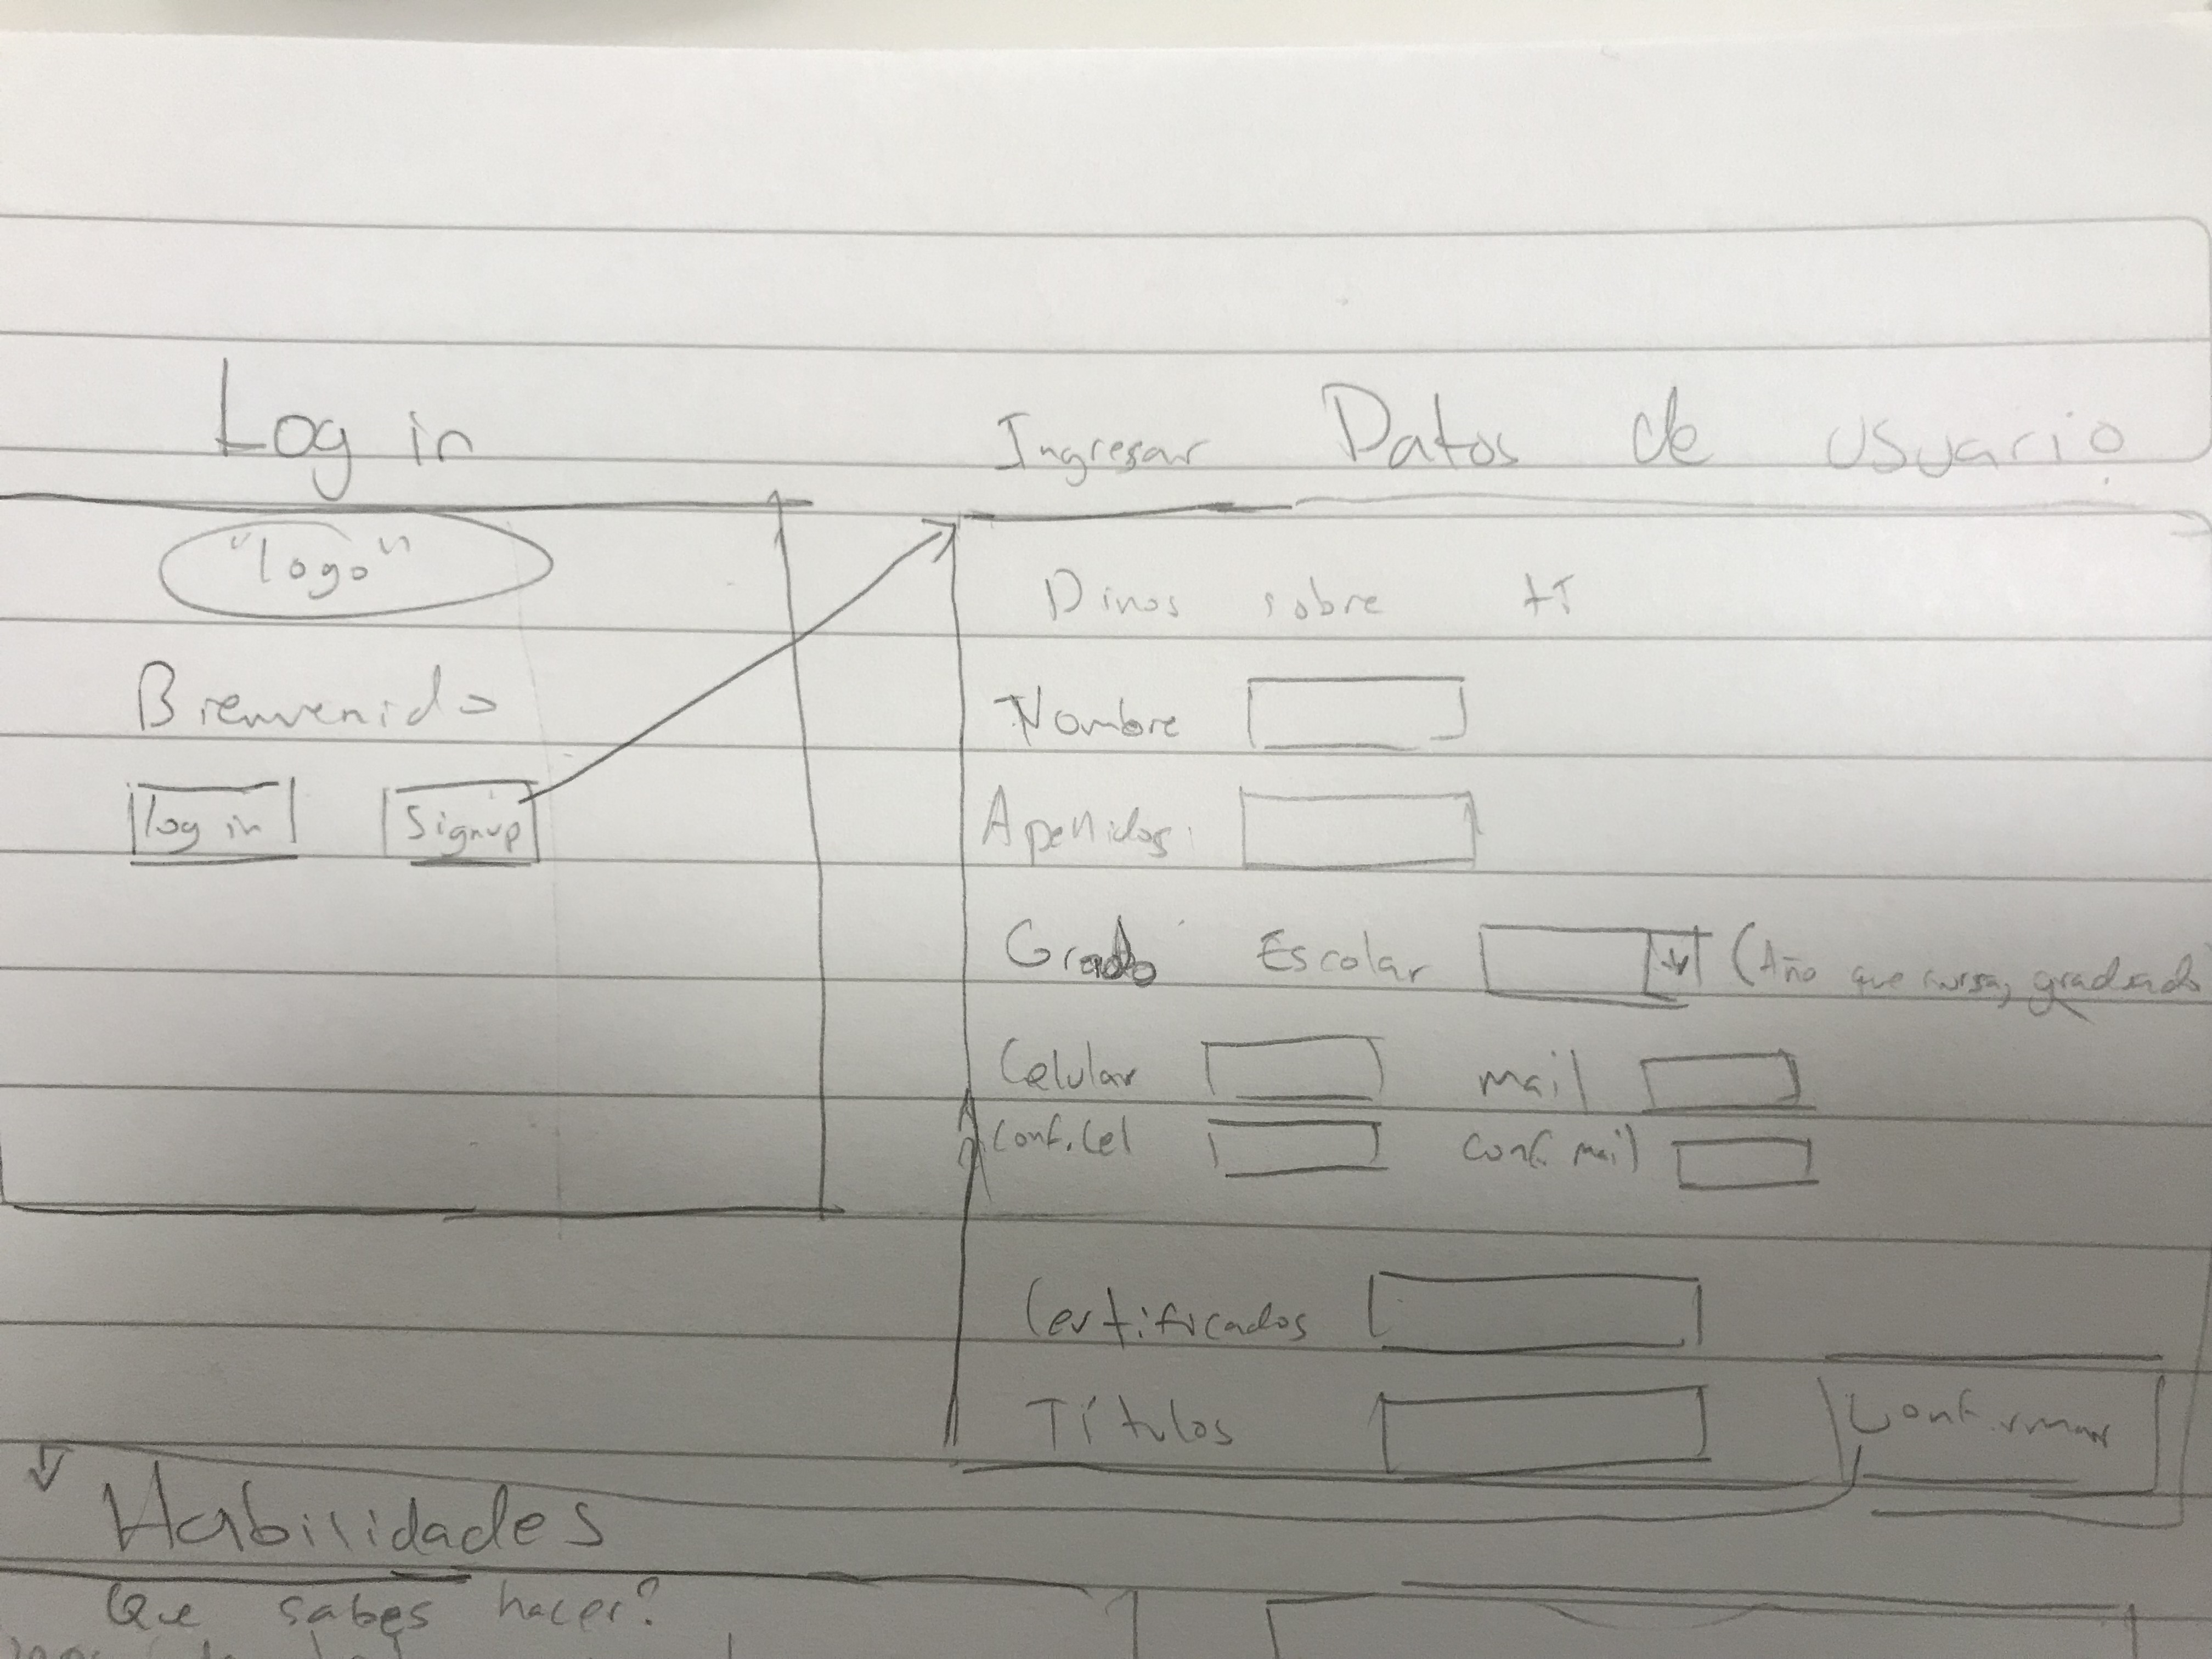 Log in
"logo"
Bienvenido
log in
Signup
Ingresar Datos de usuario
Dinos sobre ti
Nombre
Apellidos:
Grado Escolar (Año que cursa, graduado
Celular mail
Conf. Cel conf. mail
Certificados
Títulos
Confirmar
Habilidades
Que sabes hacer?